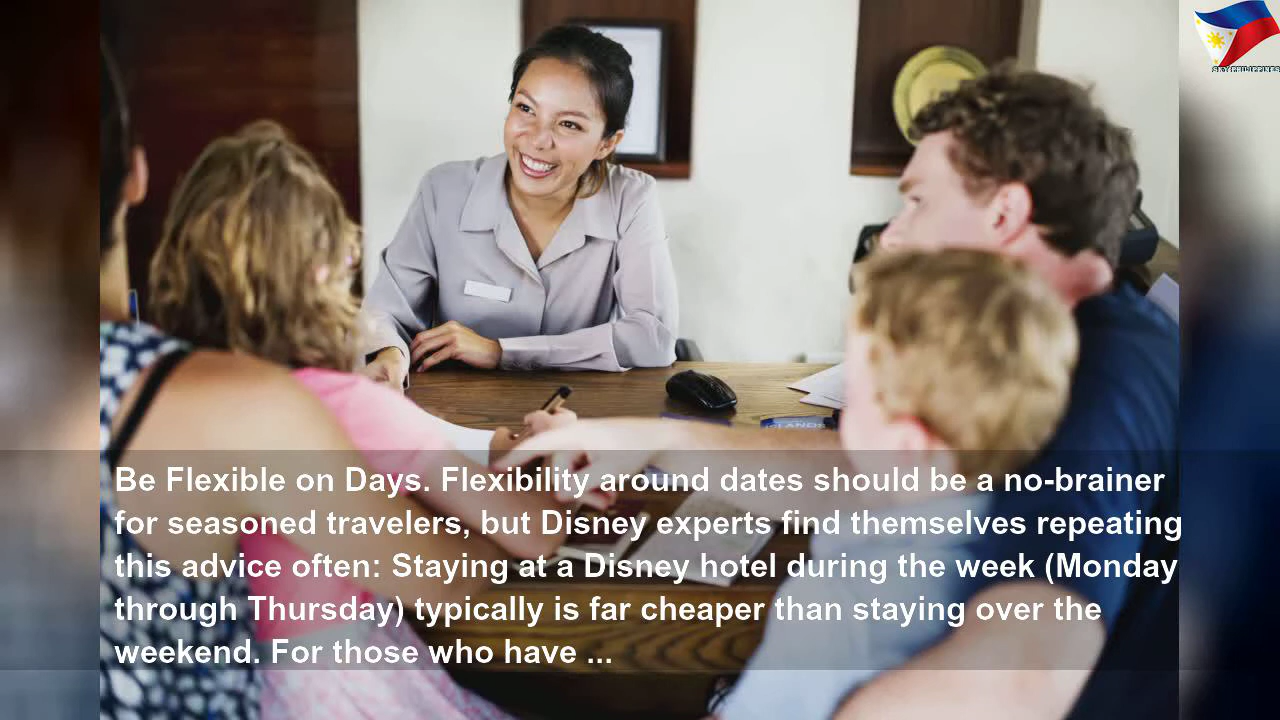 SKYPHILIPPINES
ISLANDS
Be Flexible on Days. Flexibility around dates should be a no-brainer
for seasoned travelers, but Disney experts find themselves repeating
this advice often: Staying at a Disney hotel during the week (Monday
through Thursday) typically is far cheaper than staying over the
weekend. For those who have ...